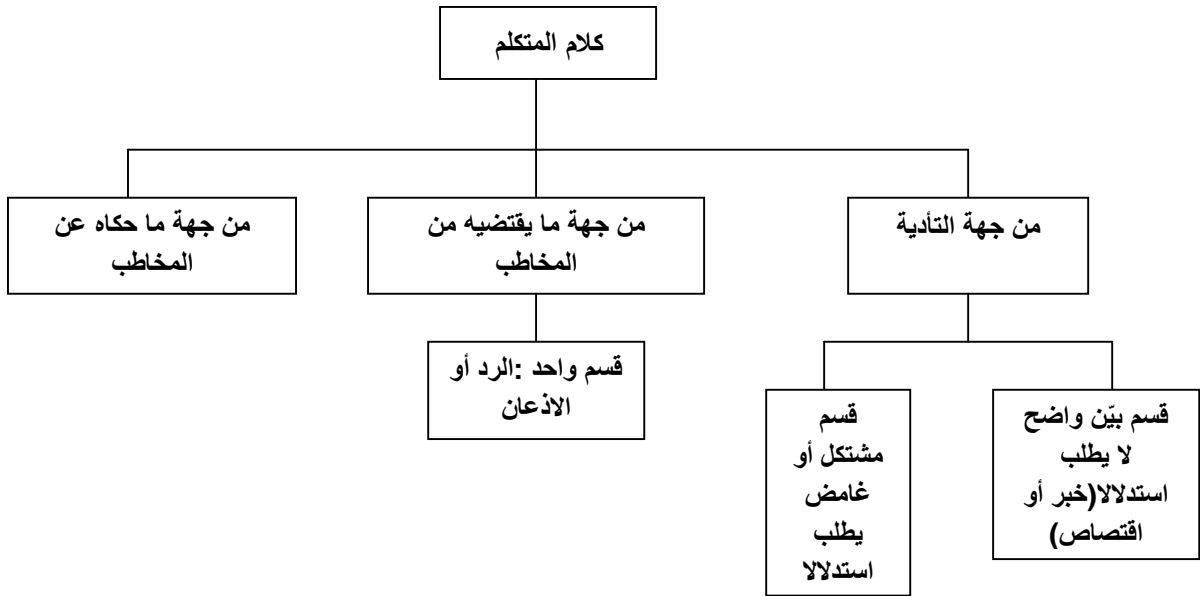 كلام المتكلم
من جهة التأدية
من جهة ما يقتضيه من
المخاطب
من جهة ما حكاه عن
المخاطب
قسم بيّن واضح
لا يطلب
استدلالا(خبر أو
اقتصاص)
قسم
مشتكل أو
غامض
يطلب
استدلالا
قسم واحد :الرد أو
الاذعان